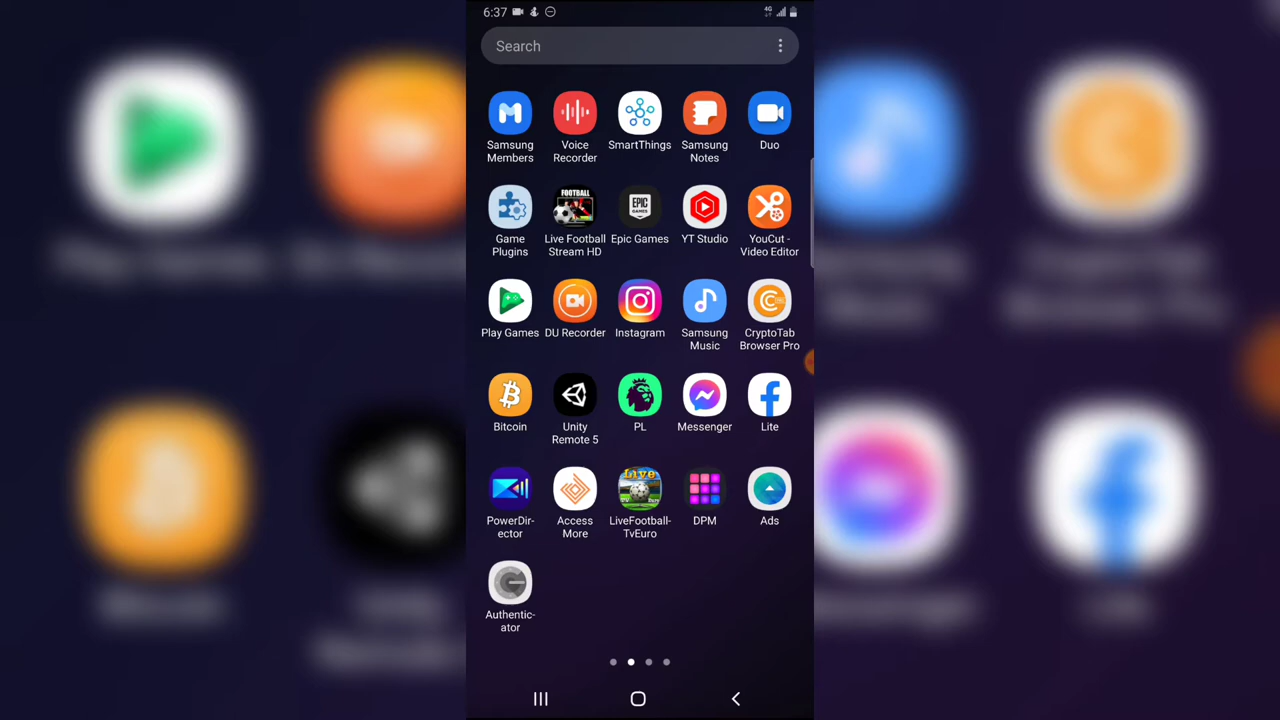 6:37
4G
Search
Samsung Members
Voice Recorder
SmartThings
Samsung Notes
Duo
FOOTBALL
EPIC GAMES
Game Plugins
Live Football Stream HD
Epic Games
YT Studio
YouCut - Video Editor
Play Games
DU Recorder
Instagram
Samsung Music
CryptoTab Browser Pro
Bitcoin
Unity Remote 5
PL
Messenger
Lite
Live
PowerDir-ector
Access More
LiveFootball-TvEuro
DPM
Ads
Authentic-ator